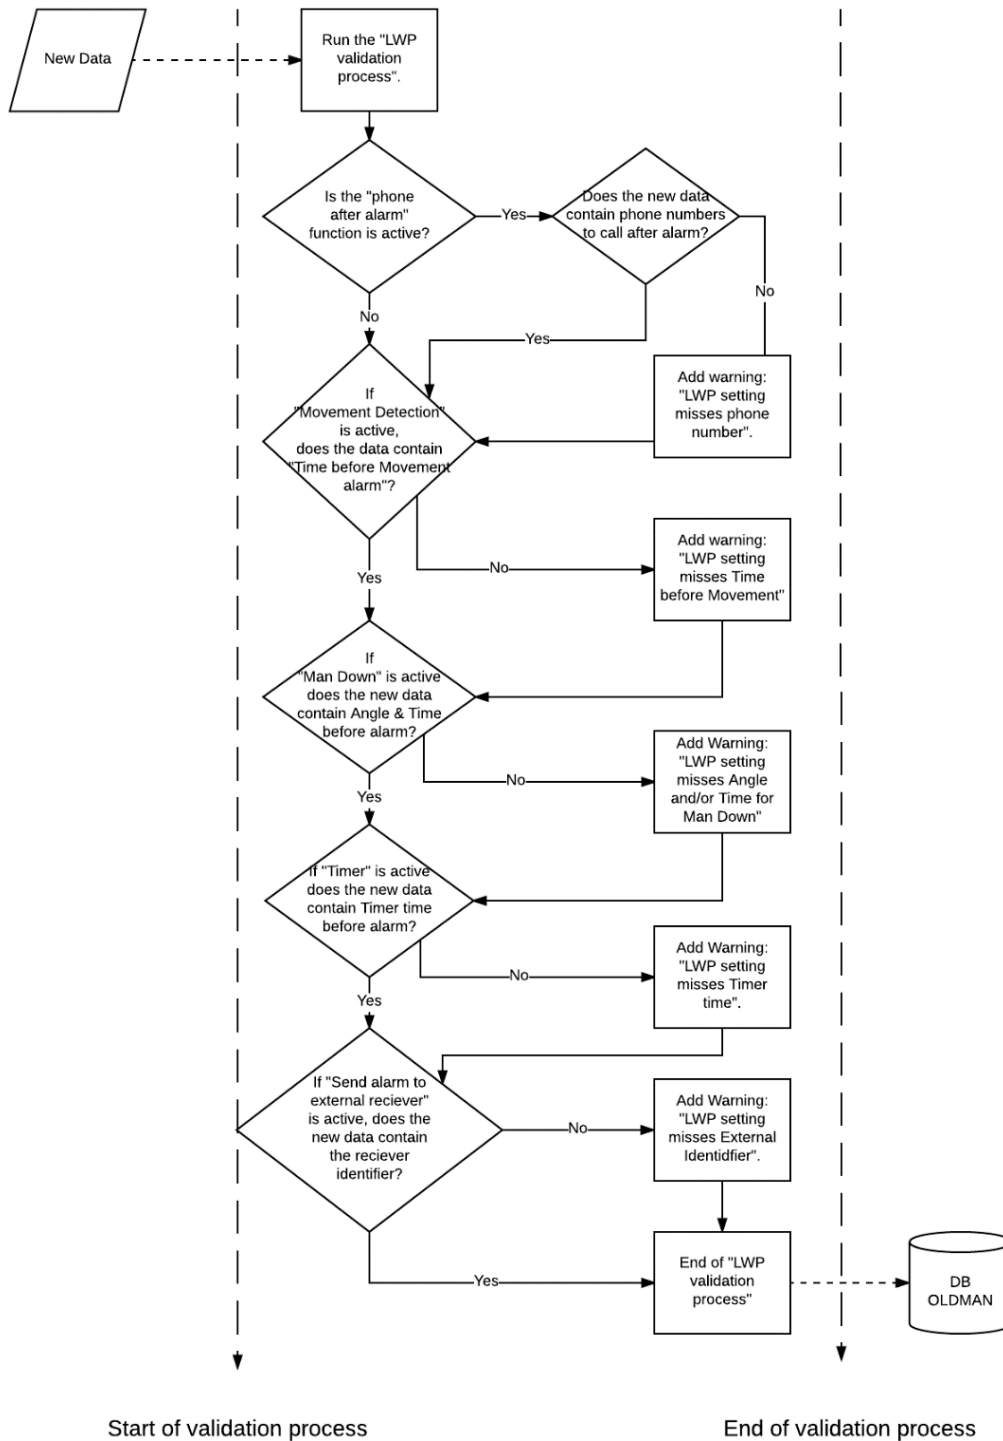 New Data
Run the "LWP
validation
process".
Is the "phone
after alarm"
function is active?
Yes
Does the new data
contain phone numbers
to call after alarm?
No
No
Yes
Add warning:
"LWP setting
misses phone
number".
If
"Movement Detection"
is active,
does the data contain
"Time before Movement
alarm"?
Add warning:
"LWP setting
misses Time
before Movement"
No
Yes
If
"Man Down" is active
does the new data
contain Angle & Time
before alarm?
Add Warning:
"LWP setting
misses Angle
and/or Time for
Man Down"
No
Yes
If "Timer" is active
does the new data
contain Timer time
before alarm?
Add Warning:
"LWP setting
misses Timer
time".
No
Yes
If "Send alarm to
external reciever"
is active, does the
new data contain
the reciever
identifier?
No
Add Warning:
"LWP setting
misses External
Identidfier".
Yes
End of "LWP
validation
process"
DB
OLDMAN
Start of validation process
End of validation process